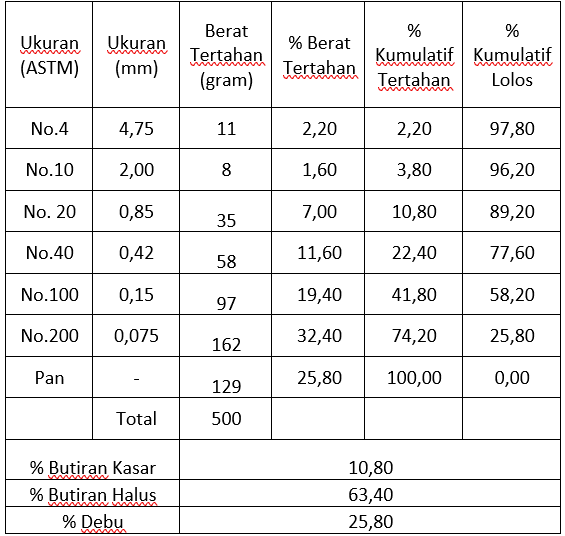 Ukuran (ASTM) Ukuran (mm) Berat Tertahan (gram) % Berat Tertahan % Kumulatif Tertahan % Kumulatif Lolos
No.4 4,75 11 2,20 2,20 97,80
No.10 2,00 8 1,60 3,80 96,20
No. 20 0,85 35 7,00 10,80 89,20
No.40 0,42 58 11,60 22,40 77,60
No.100 0,15 97 19,40 41,80 58,20
No.200 0,075 162 32,40 74,20 25,80
Pan - 129 25,80 100,00 0,00
Total 500
% Butiran Kasar 10,80
% Butiran Halus 63,40
% Debu 25,80